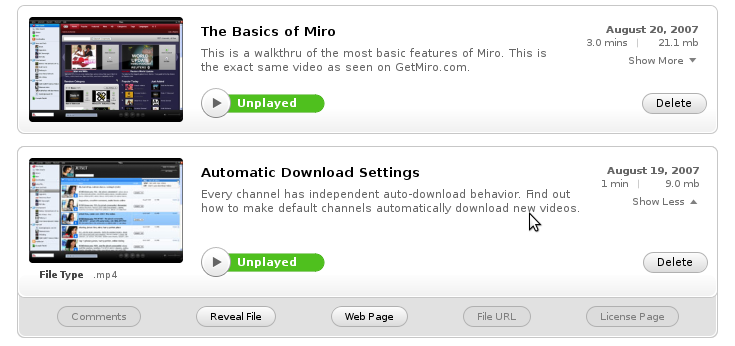 The Basics of Miro
August 20, 2007
3.0 mins | 21.1 mb
This is a walkthru of the most basic features of Miro. This is
the exact same video as seen on GetMiro.com.
Show More
Unplayed
Delete
Automatic Download Settings
August 19, 2007
1 min | 9.0 mb
Every channel has independent auto-download behavior. Find out
how to make default channels automatically download new videos.
Show Less
Unplayed
Delete
File Type .mp4
Comments Reveal File Web Page File URL License Page